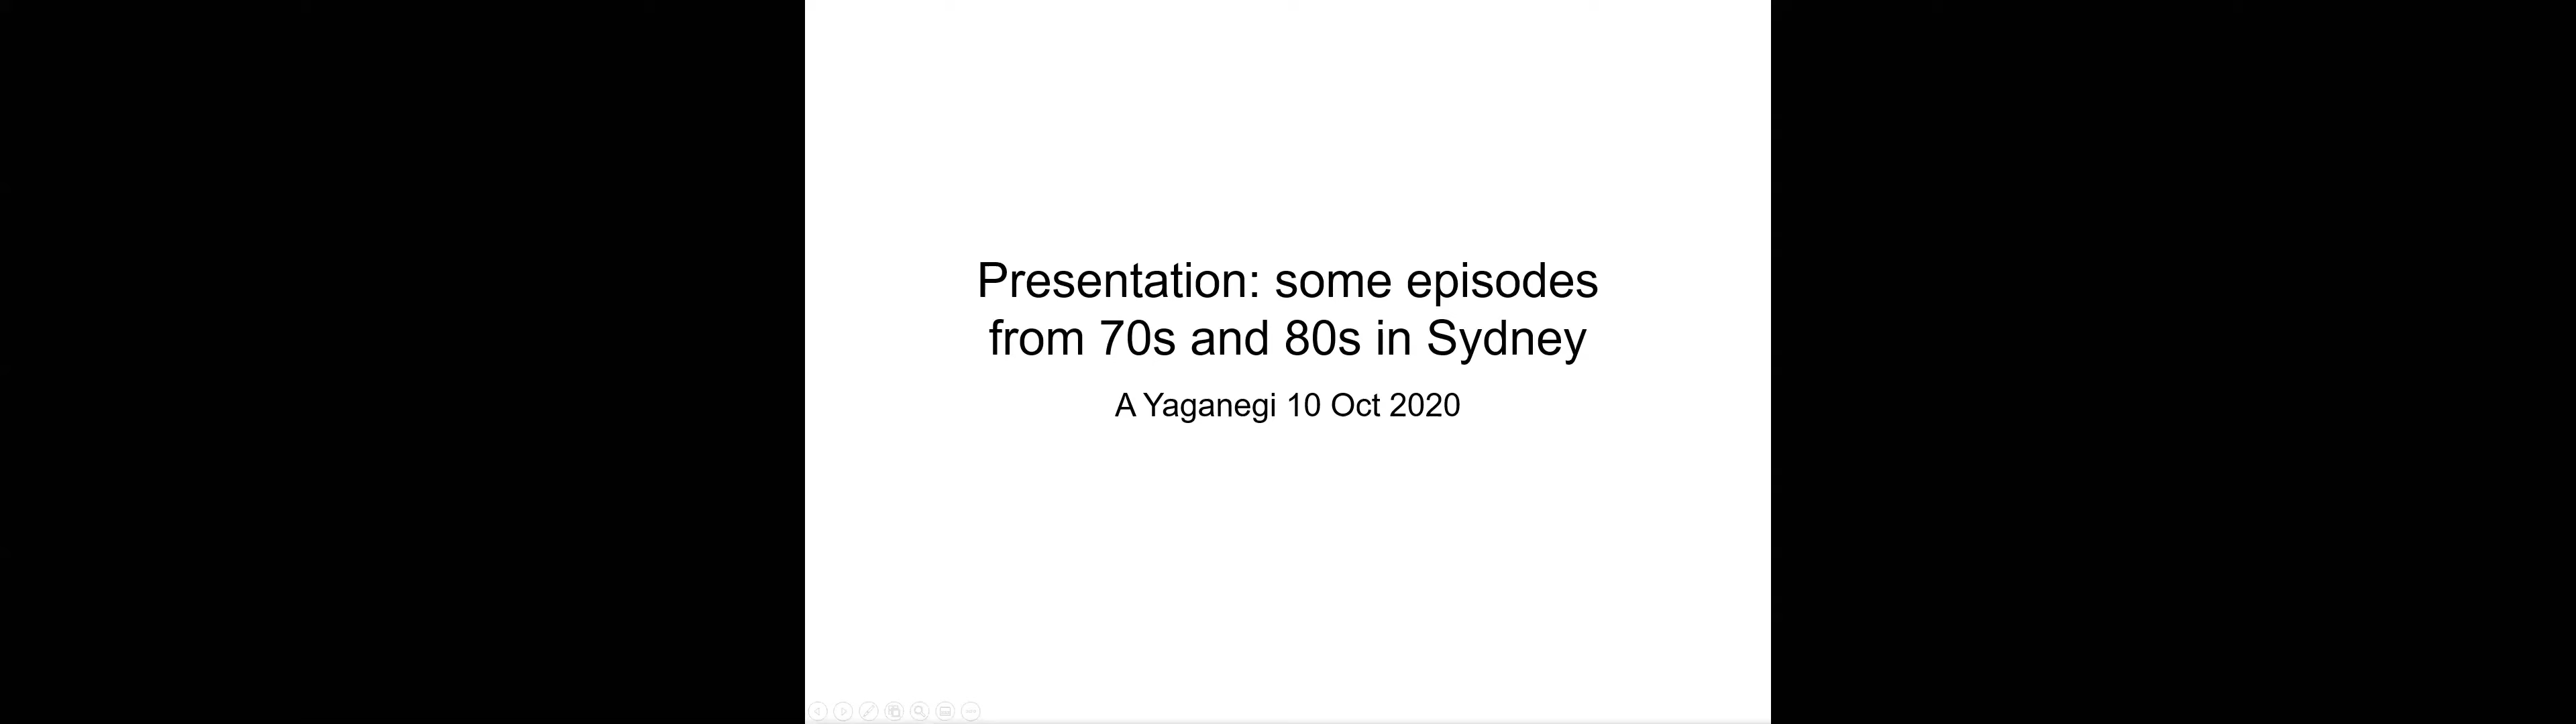 Presentation: some episodes
from 70s and 80s in Sydney
A Yaganegi 10 Oct 2020